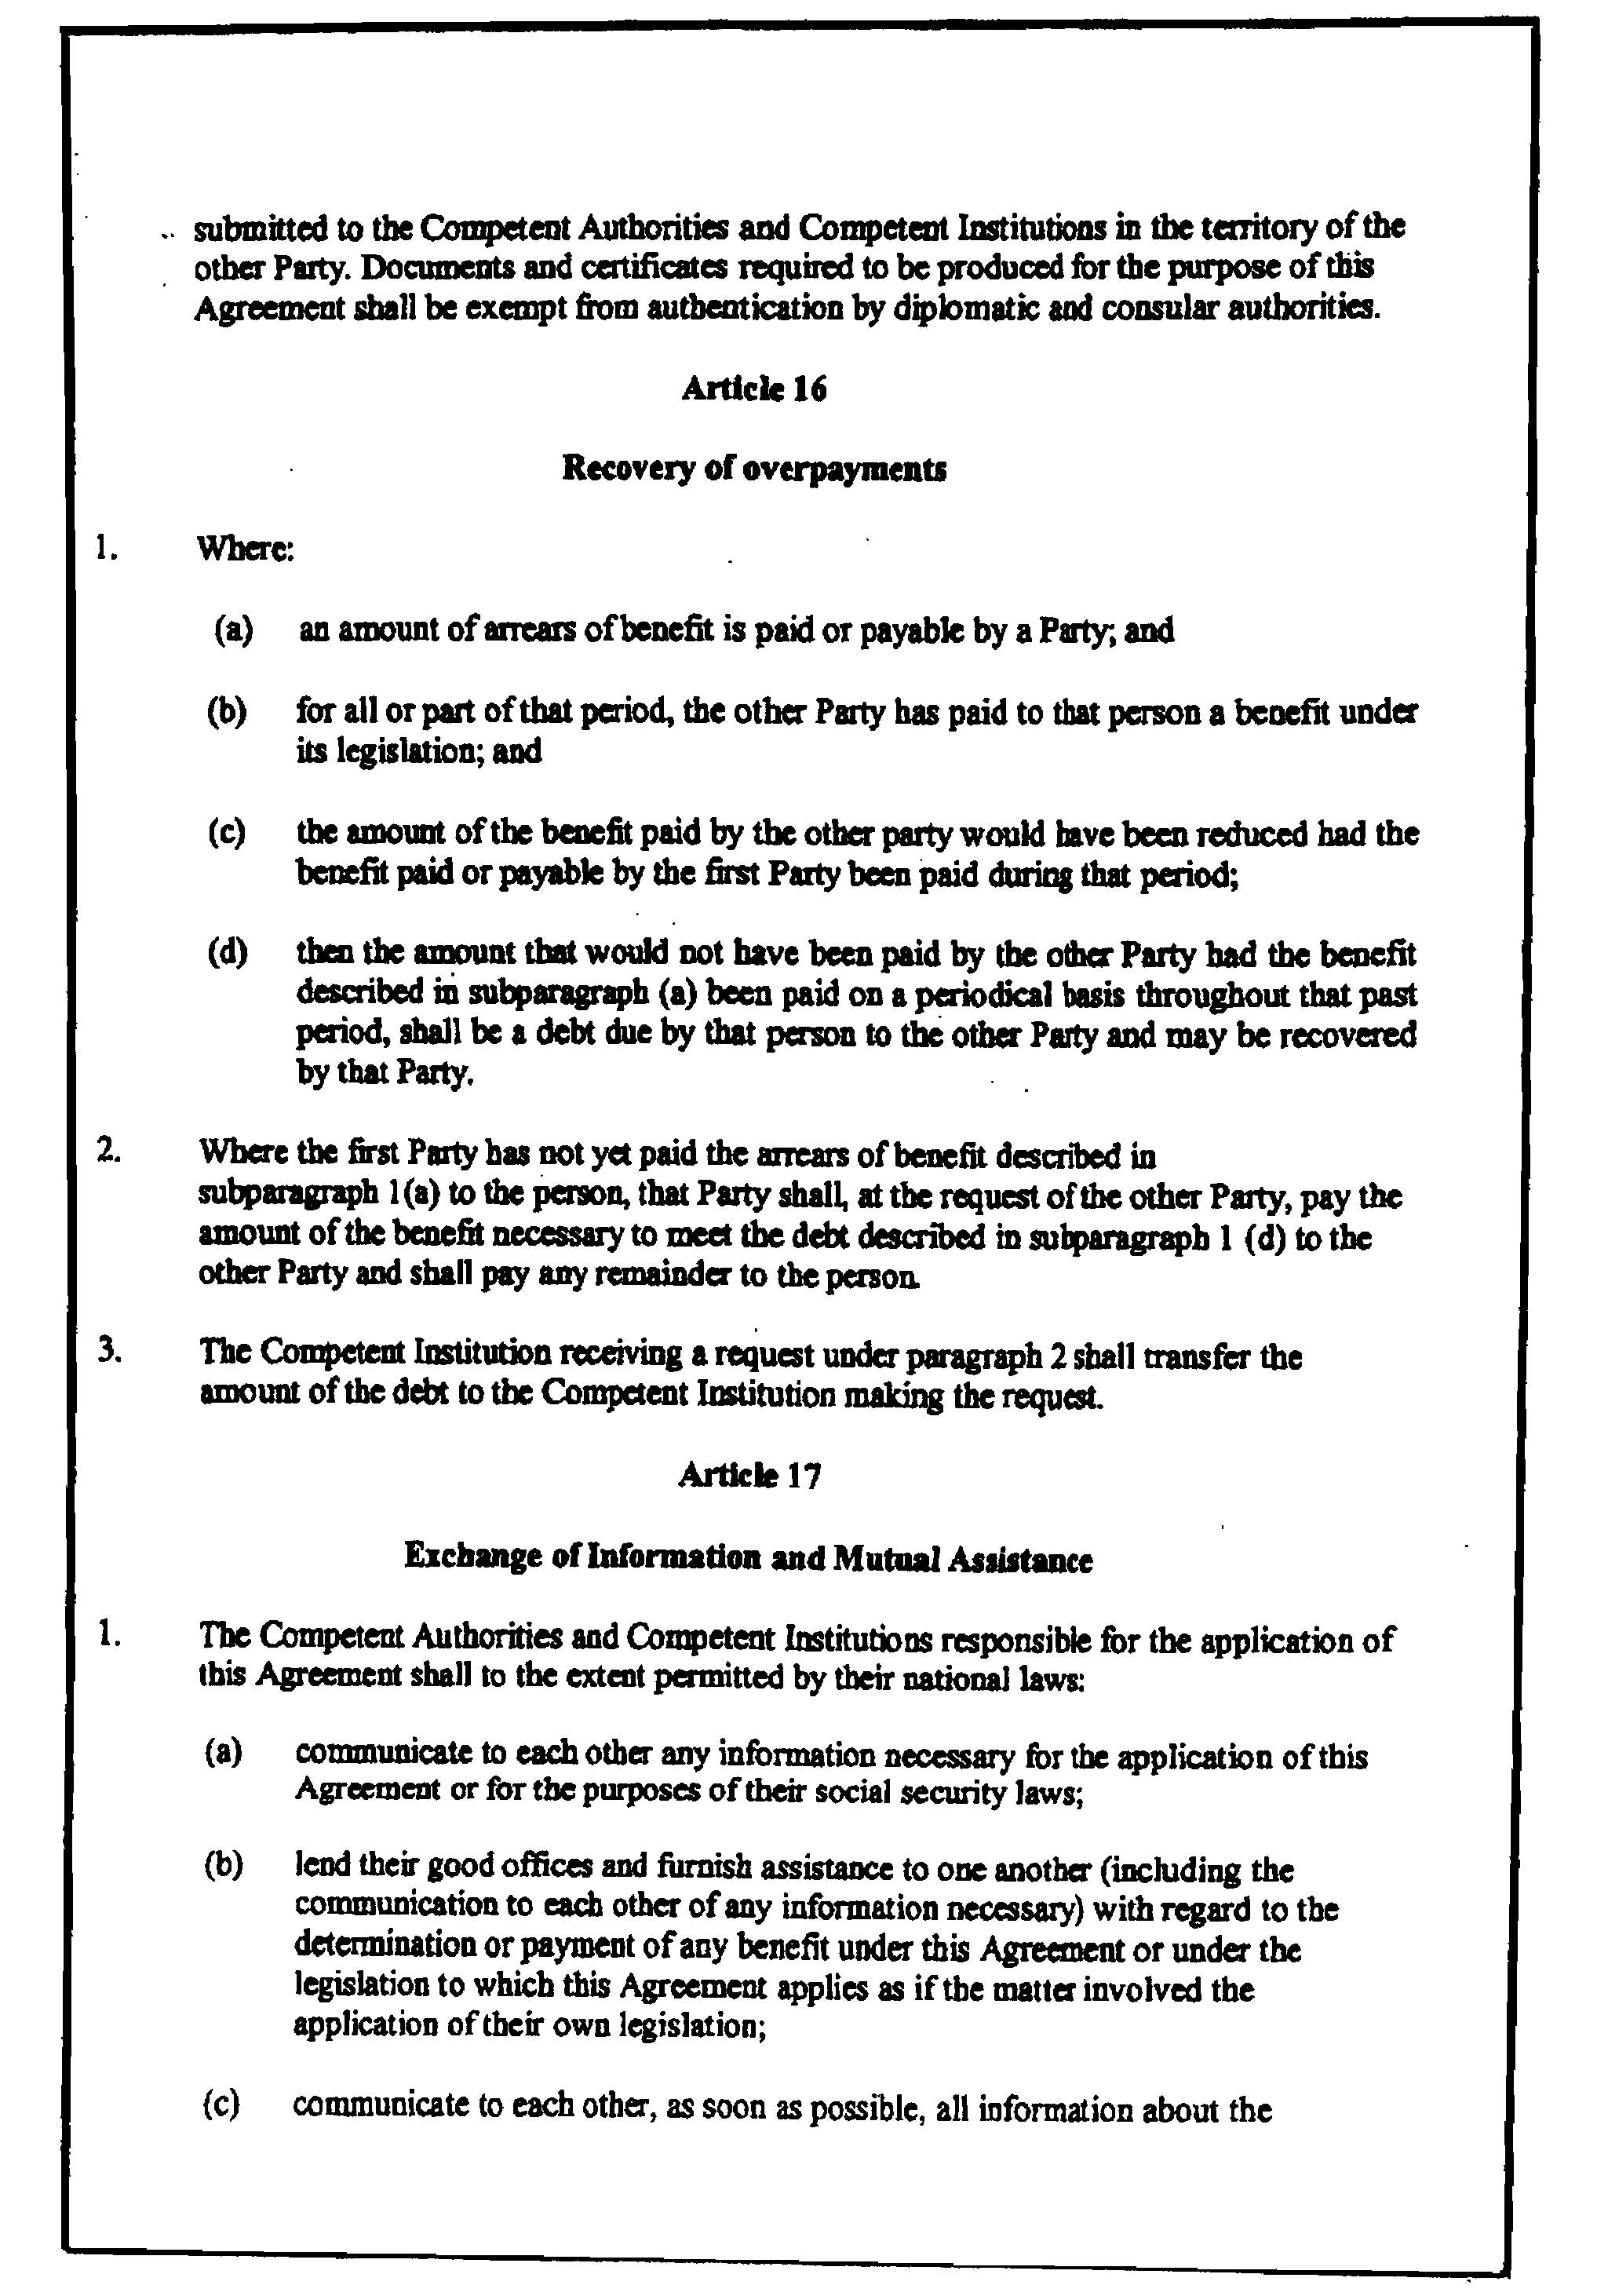 submitted to the Competent Authorities and Competent Institutions in the territory of the
other Party. Documents and certificates required to be produced for the purpose of this
Agreement shall be exempt from authentication by diplomatic and consular authorities.
Article 16
Recovery of overpayments
1. Where:
(a) an amount of arrears of benefit is paid or payable by a Party; and
(b) for all or part of that period, the other Party has paid to that person a benefit under
its legislation; and
(c) the amount of the benefit paid by the other party would have been reduced had the
benefit paid or payable by the first Party been paid during that period;
(d) then the amount that would not have been paid by the other Party had the benefit
described in subparagraph (a) been paid on a periodical basis throughout that past
period, shall be a debt due by that person to the other Party and may be recovered
by that Party.
2. Where the first Party has not yet paid the arrears of benefit described in
subparagraph 1(a) to the person, that Party shall, at the request of the other Party, pay the
amount of the benefit necessary to meet the debt described in subparagraph 1 (d) to the
other Party and shall pay any remainder to the person.
3. The Competent Institution receiving a request under paragraph 2 shall transfer the
amount of the debt to the Competent Institution making the request.
Article 17
Exchange of Information and Mutual Assistance
1. The Competent Authorities and Competent Institutions responsible for the application of
this Agreement shall to the extent permitted by their national laws:
(a) communicate to each other any information necessary for the application of this
Agreement or for the purposes of their social security laws;
(b) lend their good offices and furnish assistance to one another (including the
communication to each other of any information necessary) with regard to the
determination or payment of any benefit under this Agreement or under the
legislation to which this Agreement applies as if the matter involved the
application of their own legislation;
(c) communicate to each other, as soon as possible, all information about the